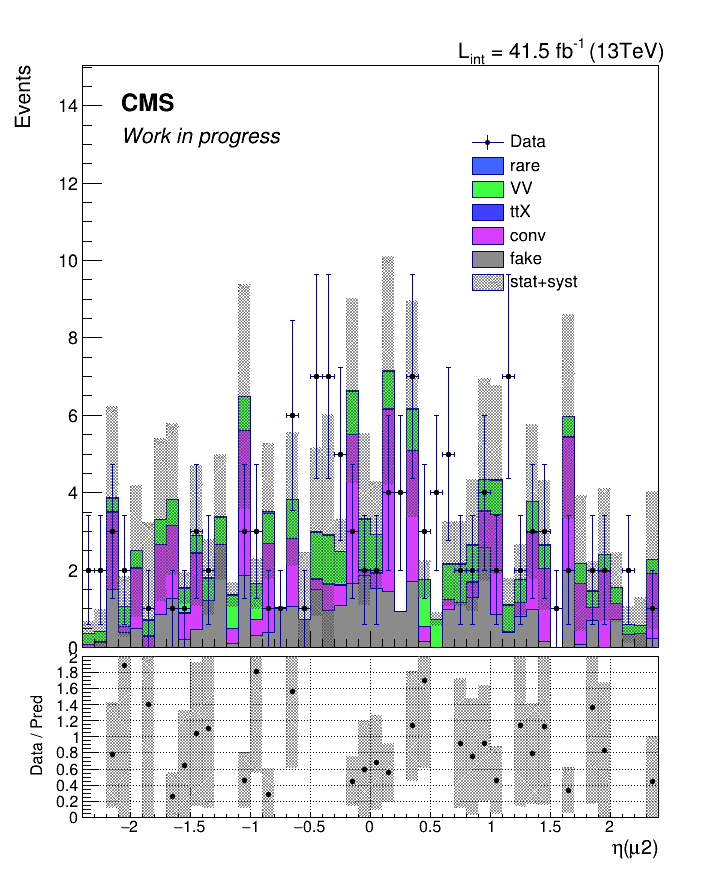 L_int = 41.5 fb⁻¹ (13TeV)
Events
CMS
Work in progress
Data
rare
VV
ttX
conv
fake
stat+syst
14
12
10
8
6
4
2
0
Data / Pred
2
1.8
1.6
1.4
1.2
1
0.8
0.6
0.4
0.2
0
−2 −1.5 −1 −0.5 0 0.5 1 1.5 2
η(μ2)